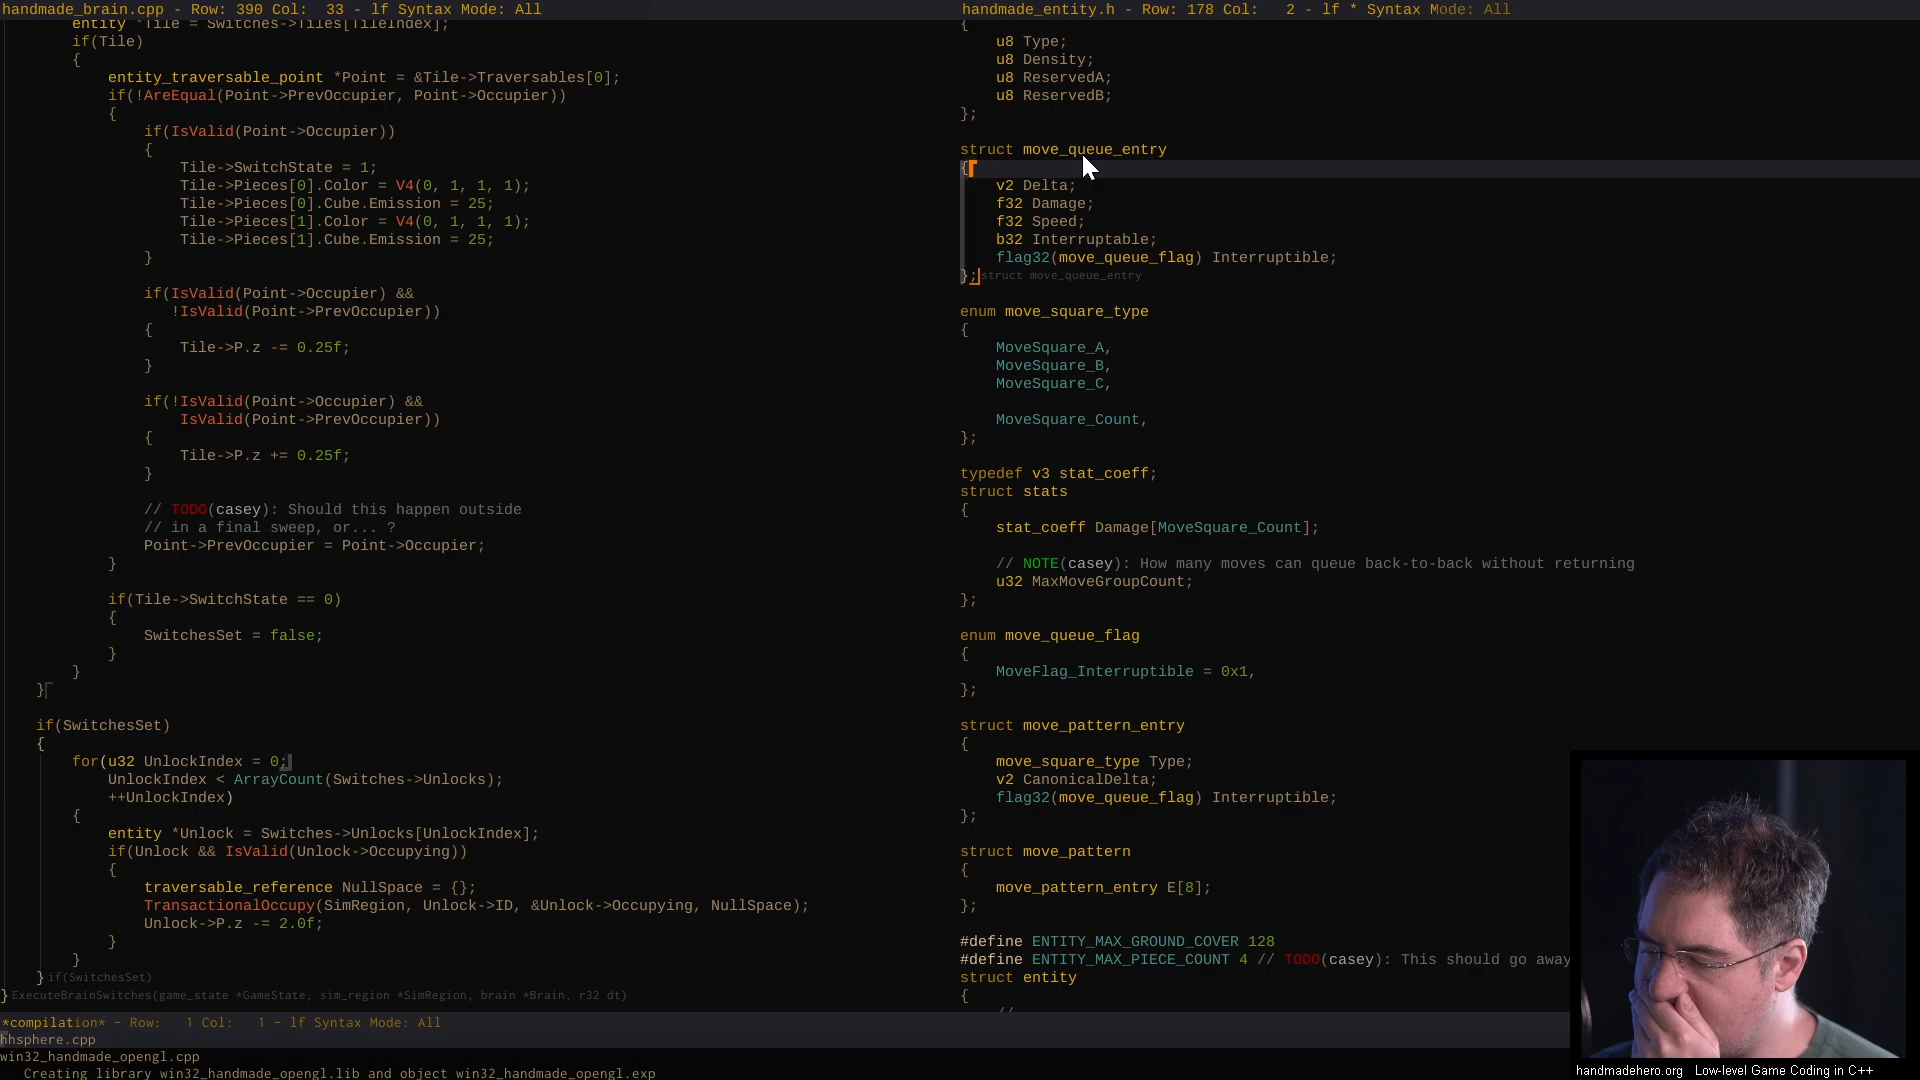 handmade_brain.cpp - Row: 390 Col:  33 - lf Syntax Mode: All
entity *Tile = Switches->Tiles[TileIndex];
if(Tile)
{
entity_traversable_point *Point = &Tile->Traversables[0];
if(!AreEqual(Point->PrevOccupier, Point->Occupier))
{
if(IsValid(Point->Occupier))
{
Tile->SwitchState = 1;
Tile->Pieces[0].Color = V4(0, 1, 1, 1);
Tile->Pieces[0].Cube.Emission = 25;
Tile->Pieces[1].Color = V4(0, 1, 1, 1);
Tile->Pieces[1].Cube.Emission = 25;
}
if(IsValid(Point->Occupier) &&
!IsValid(Point->PrevOccupier))
{
Tile->P.z -= 0.25f;
}
if(!IsValid(Point->Occupier) &&
IsValid(Point->PrevOccupier))
{
Tile->P.z += 0.25f;
}
// TODO(casey): Should this happen outside
// in a final sweep, or... ?
Point->PrevOccupier = Point->Occupier;
}
if(Tile->SwitchState == 0)
{
SwitchesSet = false;
}
}
}
if(SwitchesSet)
{
for(u32 UnlockIndex = 0;
UnlockIndex < ArrayCount(Switches->Unlocks);
++UnlockIndex)
{
entity *Unlock = Switches->Unlocks[UnlockIndex];
if(Unlock && IsValid(Unlock->Occupying))
{
traversable_reference NullSpace = {};
TransactionalOccupy(SimRegion, Unlock->ID, &Unlock->Occupying, NullSpace);
Unlock->P.z -= 2.0f;
}
}
} if(SwitchesSet)
} ExecuteBrainSwitches(game_state *GameState, sim_region *SimRegion, brain *Brain, r32 dt)
handmade_entity.h - Row: 178 Col:   2 - lf * Syntax Mode: All
{
u8 Type;
u8 Density;
u8 ReservedA;
u8 ReservedB;
};
struct move_queue_entry
{
v2 Delta;
f32 Damage;
f32 Speed;
b32 Interruptable;
flag32(move_queue_flag) Interruptible;
}; struct move_queue_entry
enum move_square_type
{
MoveSquare_A,
MoveSquare_B,
MoveSquare_C,
MoveSquare_Count,
};
typedef v3 stat_coeff;
struct stats
{
stat_coeff Damage[MoveSquare_Count];
// NOTE(casey): How many moves can queue back-to-back without returning
u32 MaxMoveGroupCount;
};
enum move_queue_flag
{
MoveFlag_Interruptible = 0x1,
};
struct move_pattern_entry
{
move_square_type Type;
v2 CanonicalDelta;
flag32(move_queue_flag) Interruptible;
};
struct move_pattern
{
move_pattern_entry E[8];
};
#define ENTITY_MAX_GROUND_COVER 128
#define ENTITY_MAX_PIECE_COUNT 4 // TODO(casey): This should go away
struct entity
{
//
*compilation* - Row:   1 Col:   1 - lf Syntax Mode: All
hhsphere.cpp
win32_handmade_opengl.cpp
Creating library win32_handmade_opengl.lib and object win32_handmade_opengl.exp
handmadehero.org   Low-level Game Coding in C++